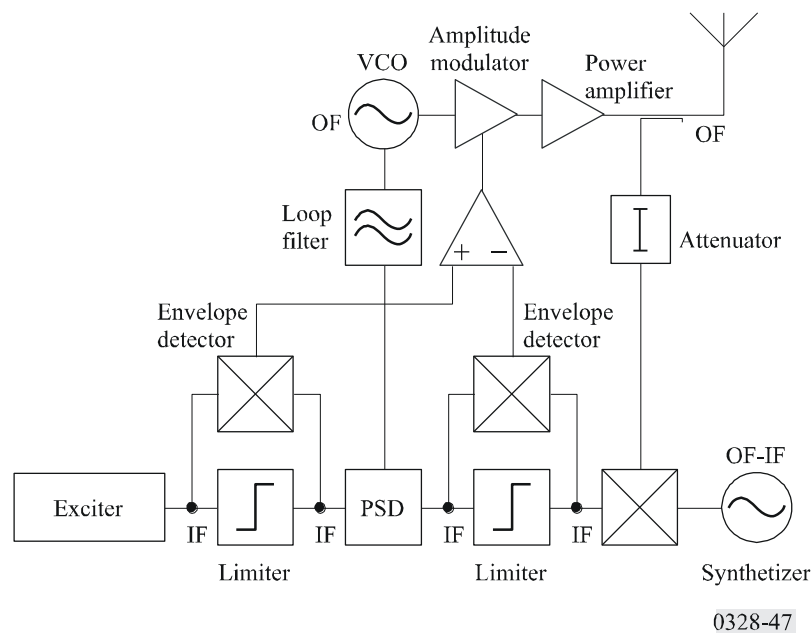 Amplitude
modulator
VCO
Power
amplifier
OF
OF
Loop
filter
+ −
Attenuator
Envelope
detector
Envelope
detector
OF-IF
Exciter
PSD
IF
IF
IF
IF
Limiter
Limiter
Synthetizer
0328-47